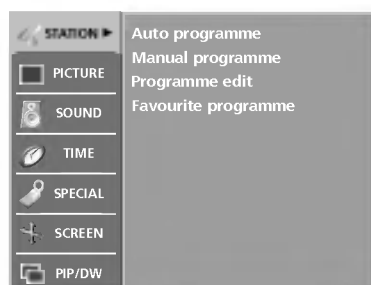 STATION
Auto programme
Manual programme
Programme edit
Favourite programme
PICTURE
SOUND
TIME
SPECIAL
SCREEN
PIP/DW